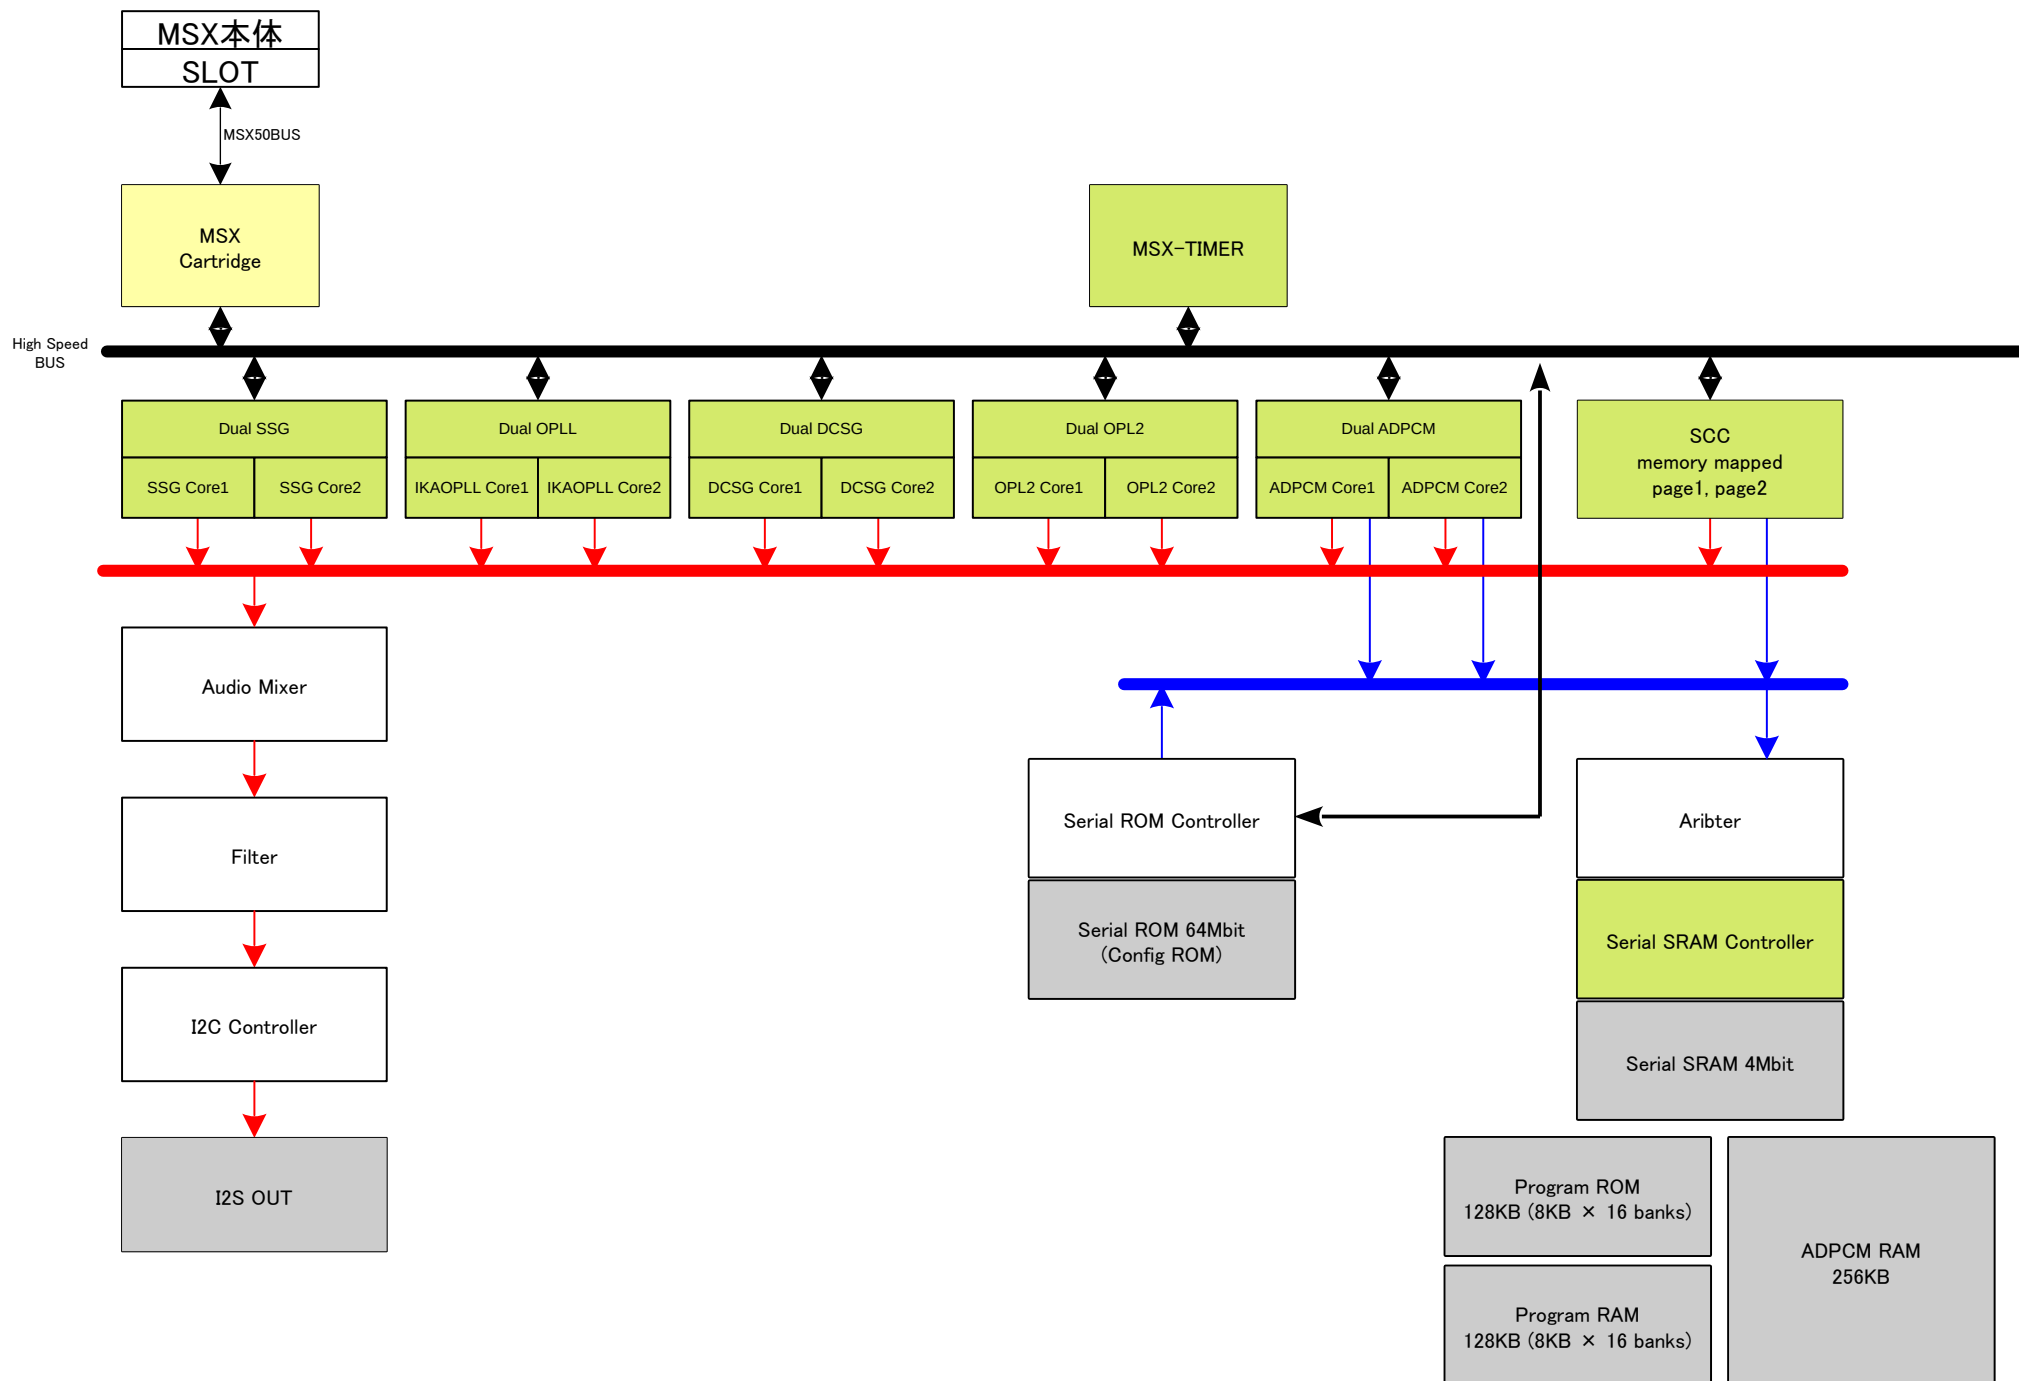 MSX本体
SLOT
MSX50BUS
MSX
Cartridge
MSX-TIMER
High Speed
BUS
Dual SSG
SSG Core1
SSG Core2
Dual OPLL
IKAOPLL Core1
IKAOPLL Core2
Dual DCSG
DCSG Core1
DCSG Core2
Dual OPL2
OPL2 Core1
OPL2 Core2
Dual ADPCM
ADPCM Core1
ADPCM Core2
SCC
memory mapped
page1, page2
Audio Mixer
Filter
I2C Controller
I2S OUT
Serial ROM Controller
Serial ROM 64Mbit
(Config ROM)
Aribter
Serial SRAM Controller
Serial SRAM 4Mbit
Program ROM
128KB (8KB × 16 banks)
Program RAM
128KB (8KB × 16 banks)
ADPCM RAM
256KB